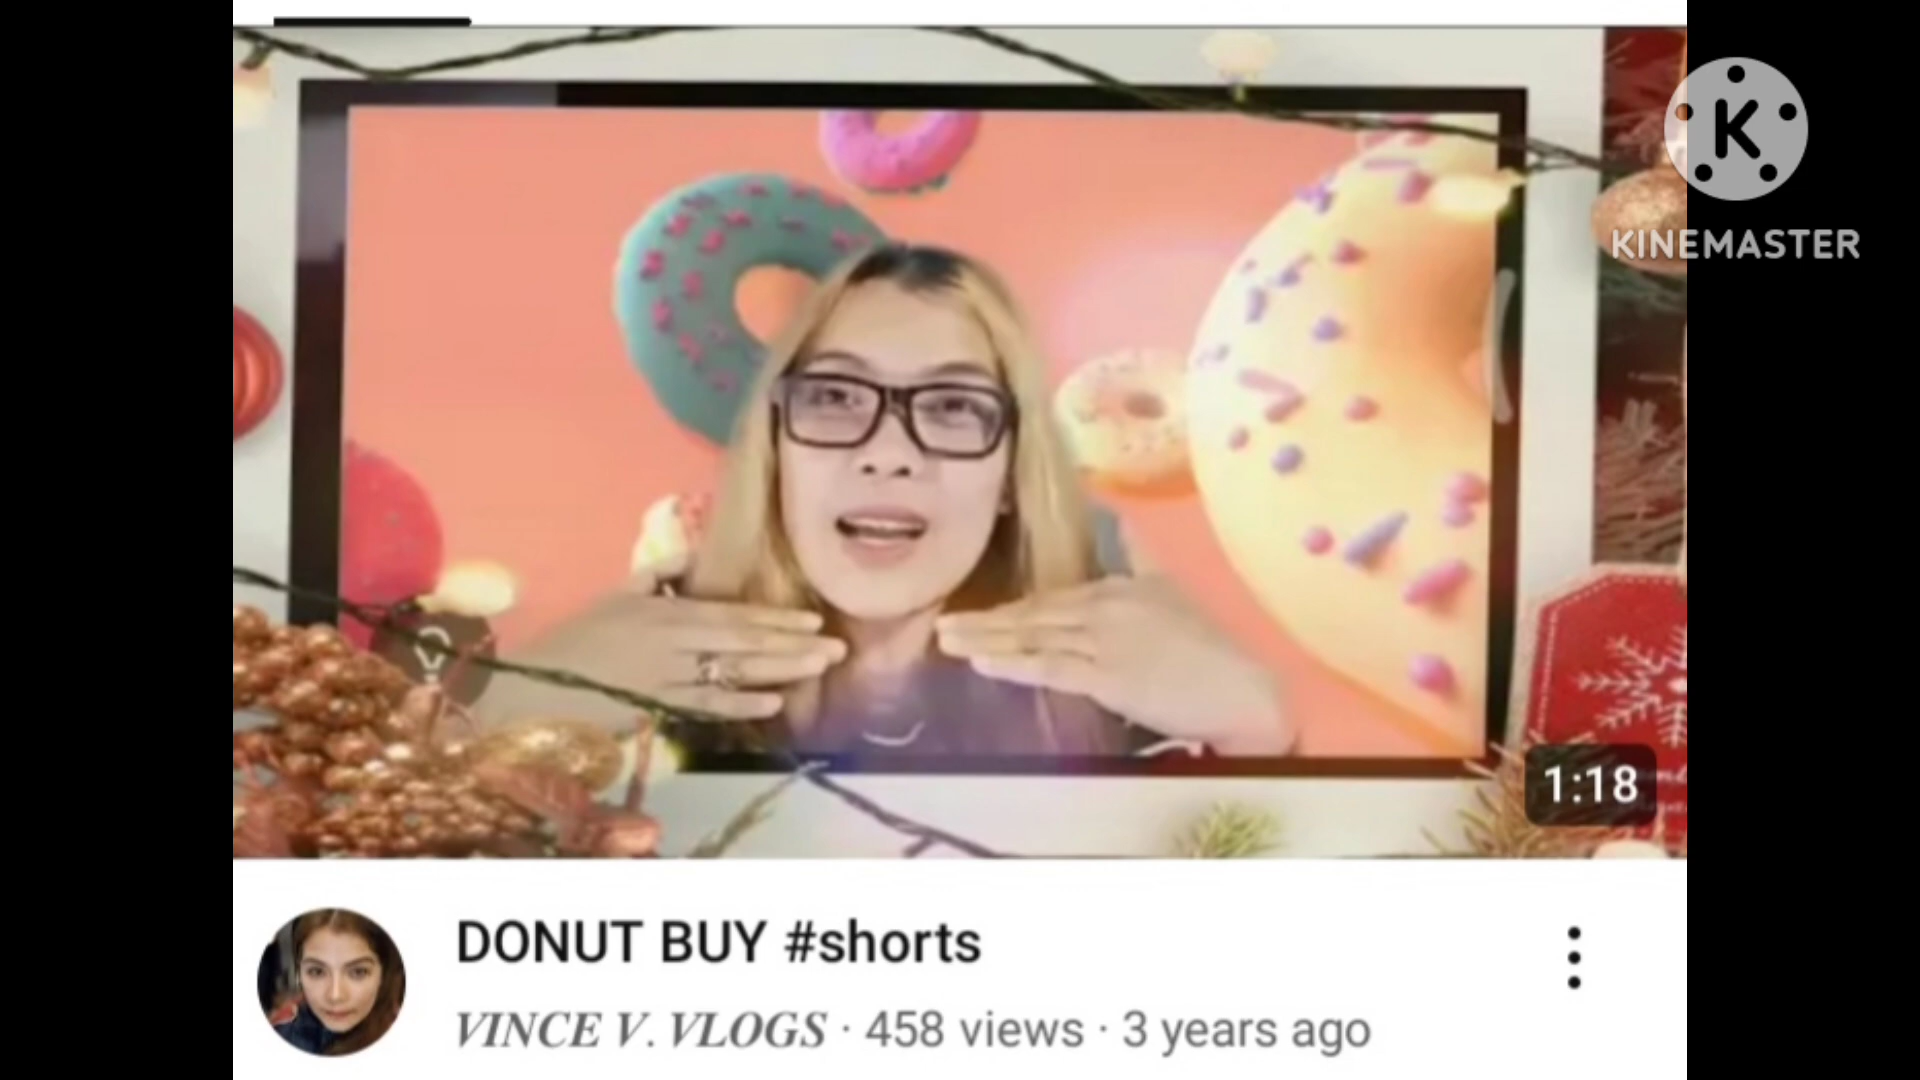 K
KINEMASTER
1:18
DONUT BUY #shorts
VINCE V. VLOGS · 458 views · 3 years ago